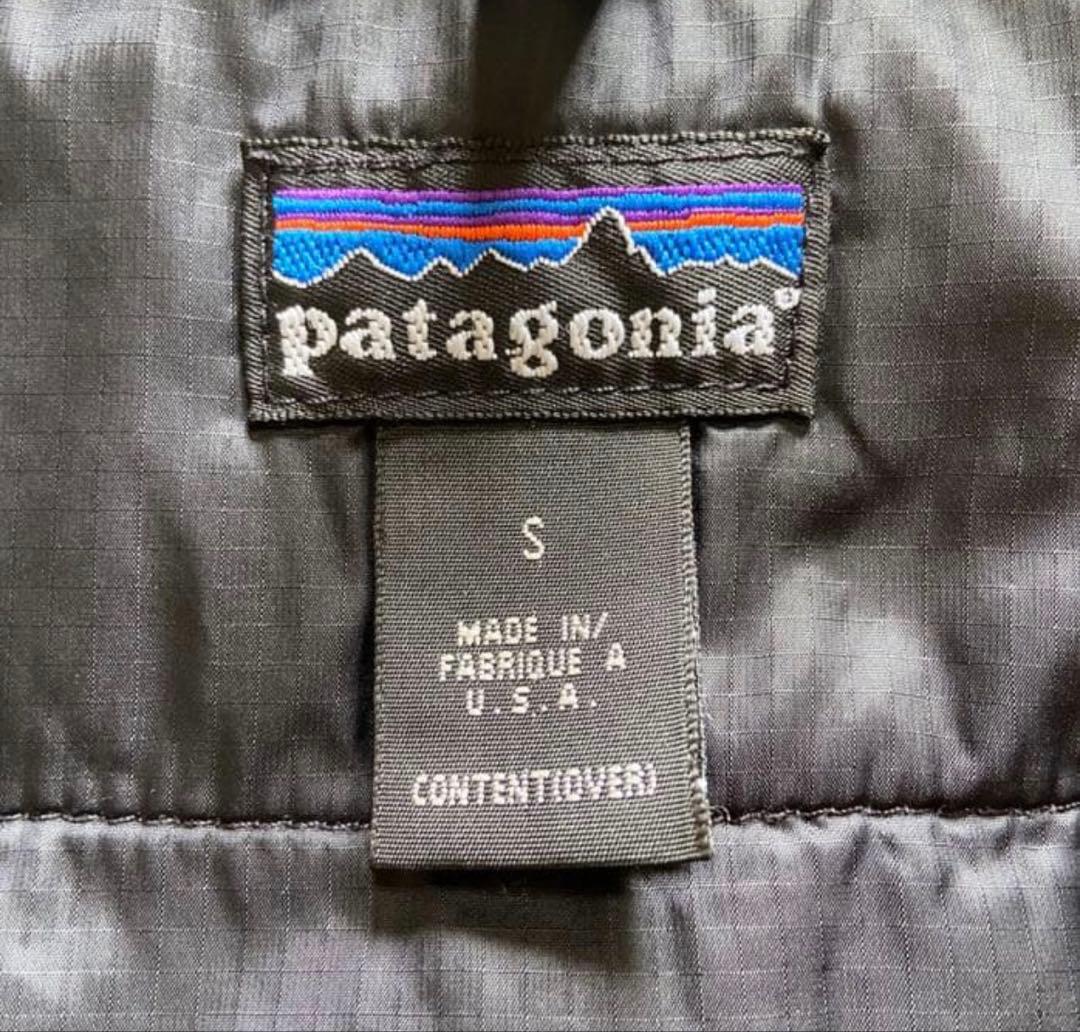 patagonia®
S
MADE IN/
FABRIQUE A
U.S.A.
CONTENT(OVER)